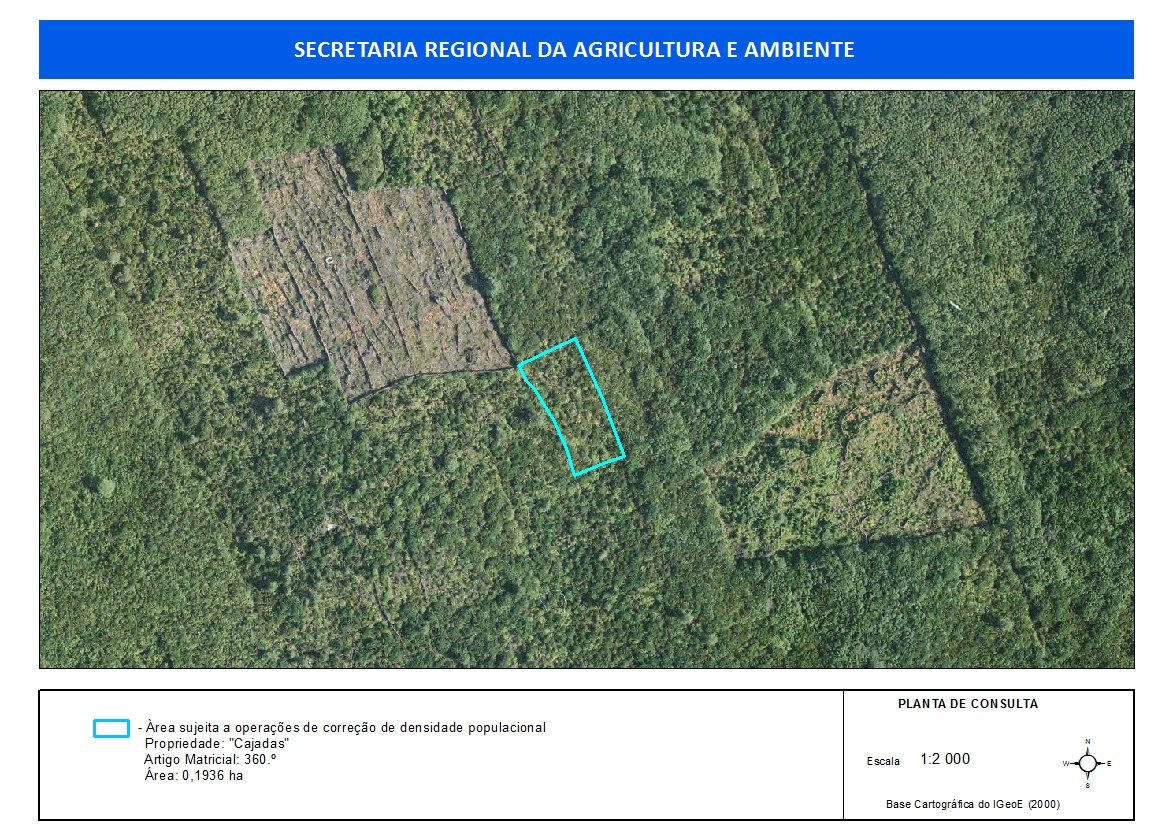 SECRETARIA REGIONAL DA AGRICULTURA E AMBIENTE
- Àrea sujeita a operações de correção de densidade populacional
Propriedade: "Cajadas"
Artigo Matricial: 360.º
Área: 0,1936 ha
PLANTA DE CONSULTA
Escala 1:2 000
N
W E
S
Base Cartográfica do IGeoE (2000)